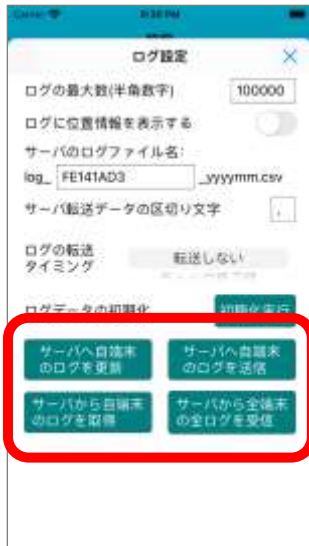 ログ設定
ログの最大数(半角数字) 100000
ログに位置情報を表示する
サーバのログファイル名:
log_ FE141AD3 _yyyymm.csv
サーバ転送データの区切り文字 ,
ログの転送
タイミング
転送しない
ログデータの初期化 初期化実行
サーバへ自端末
のログを更新
サーバへ自端末
のログを送信
サーバから自端末
のログを取得
サーバから全端末
の全ログを受信